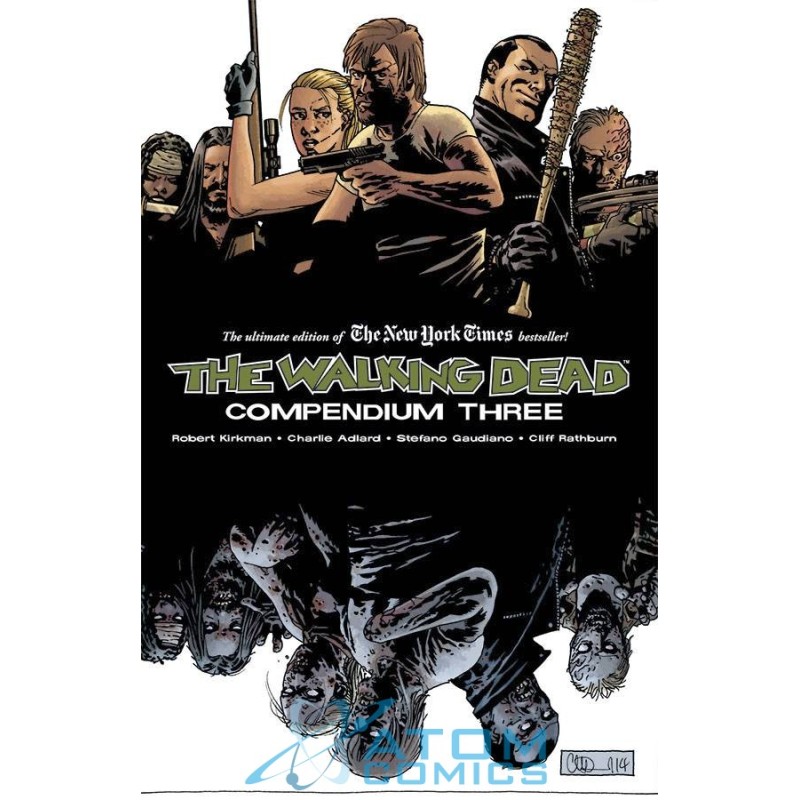 The ultimate edition of The New York Times bestseller!
THE WALKING DEAD™
COMPENDIUM THREE
Robert Kirkman • Charlie Adlard • Stefano Gaudiano • Cliff Rathburn
ATOM
COMICS